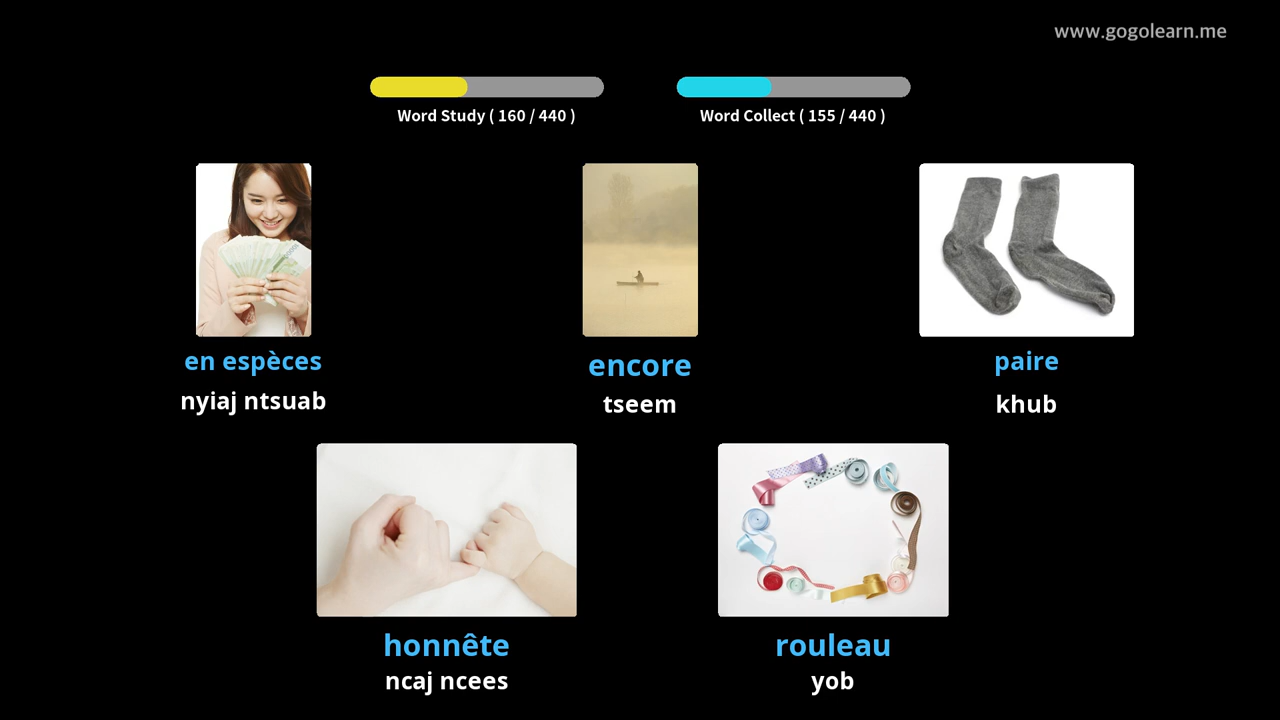 www.gogolearn.me
Word Study ( 160 / 440 )
Word Collect ( 155 / 440 )
en espèces
nyiaj ntsuab
encore
tseem
paire
khub
honnête
ncaj ncees
rouleau
yob